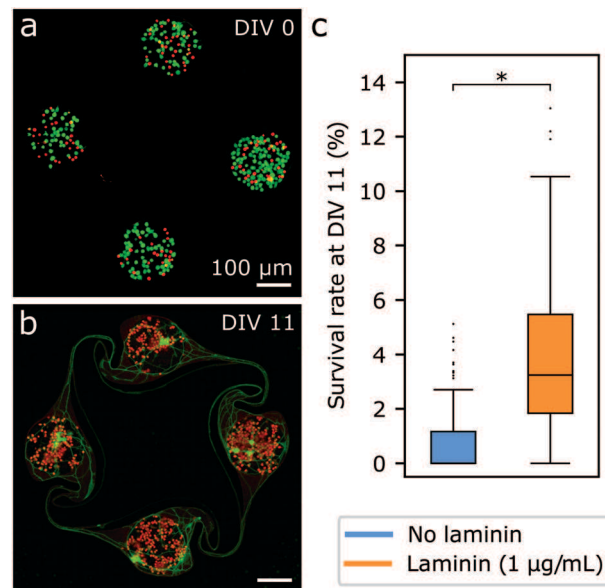 a
DIV 0
100 µm
b
DIV 11
c
Survival rate at DIV 11 (%)
14
12
10
8
6
4
2
0
*
No laminin
Laminin (1 µg/mL)